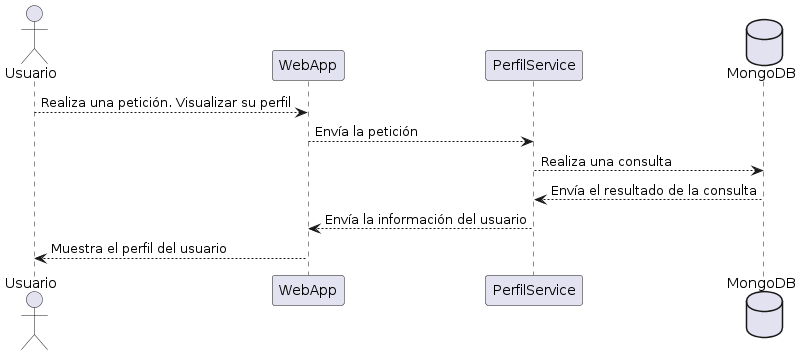 Usuario
WebApp
PerfilService
MongoDB
Realiza una petición. Visualizar su perfil
Envía la petición
Realiza una consulta
Envía el resultado de la consulta
Envía la información del usuario
Muestra el perfil del usuario
Usuario
WebApp
PerfilService
MongoDB